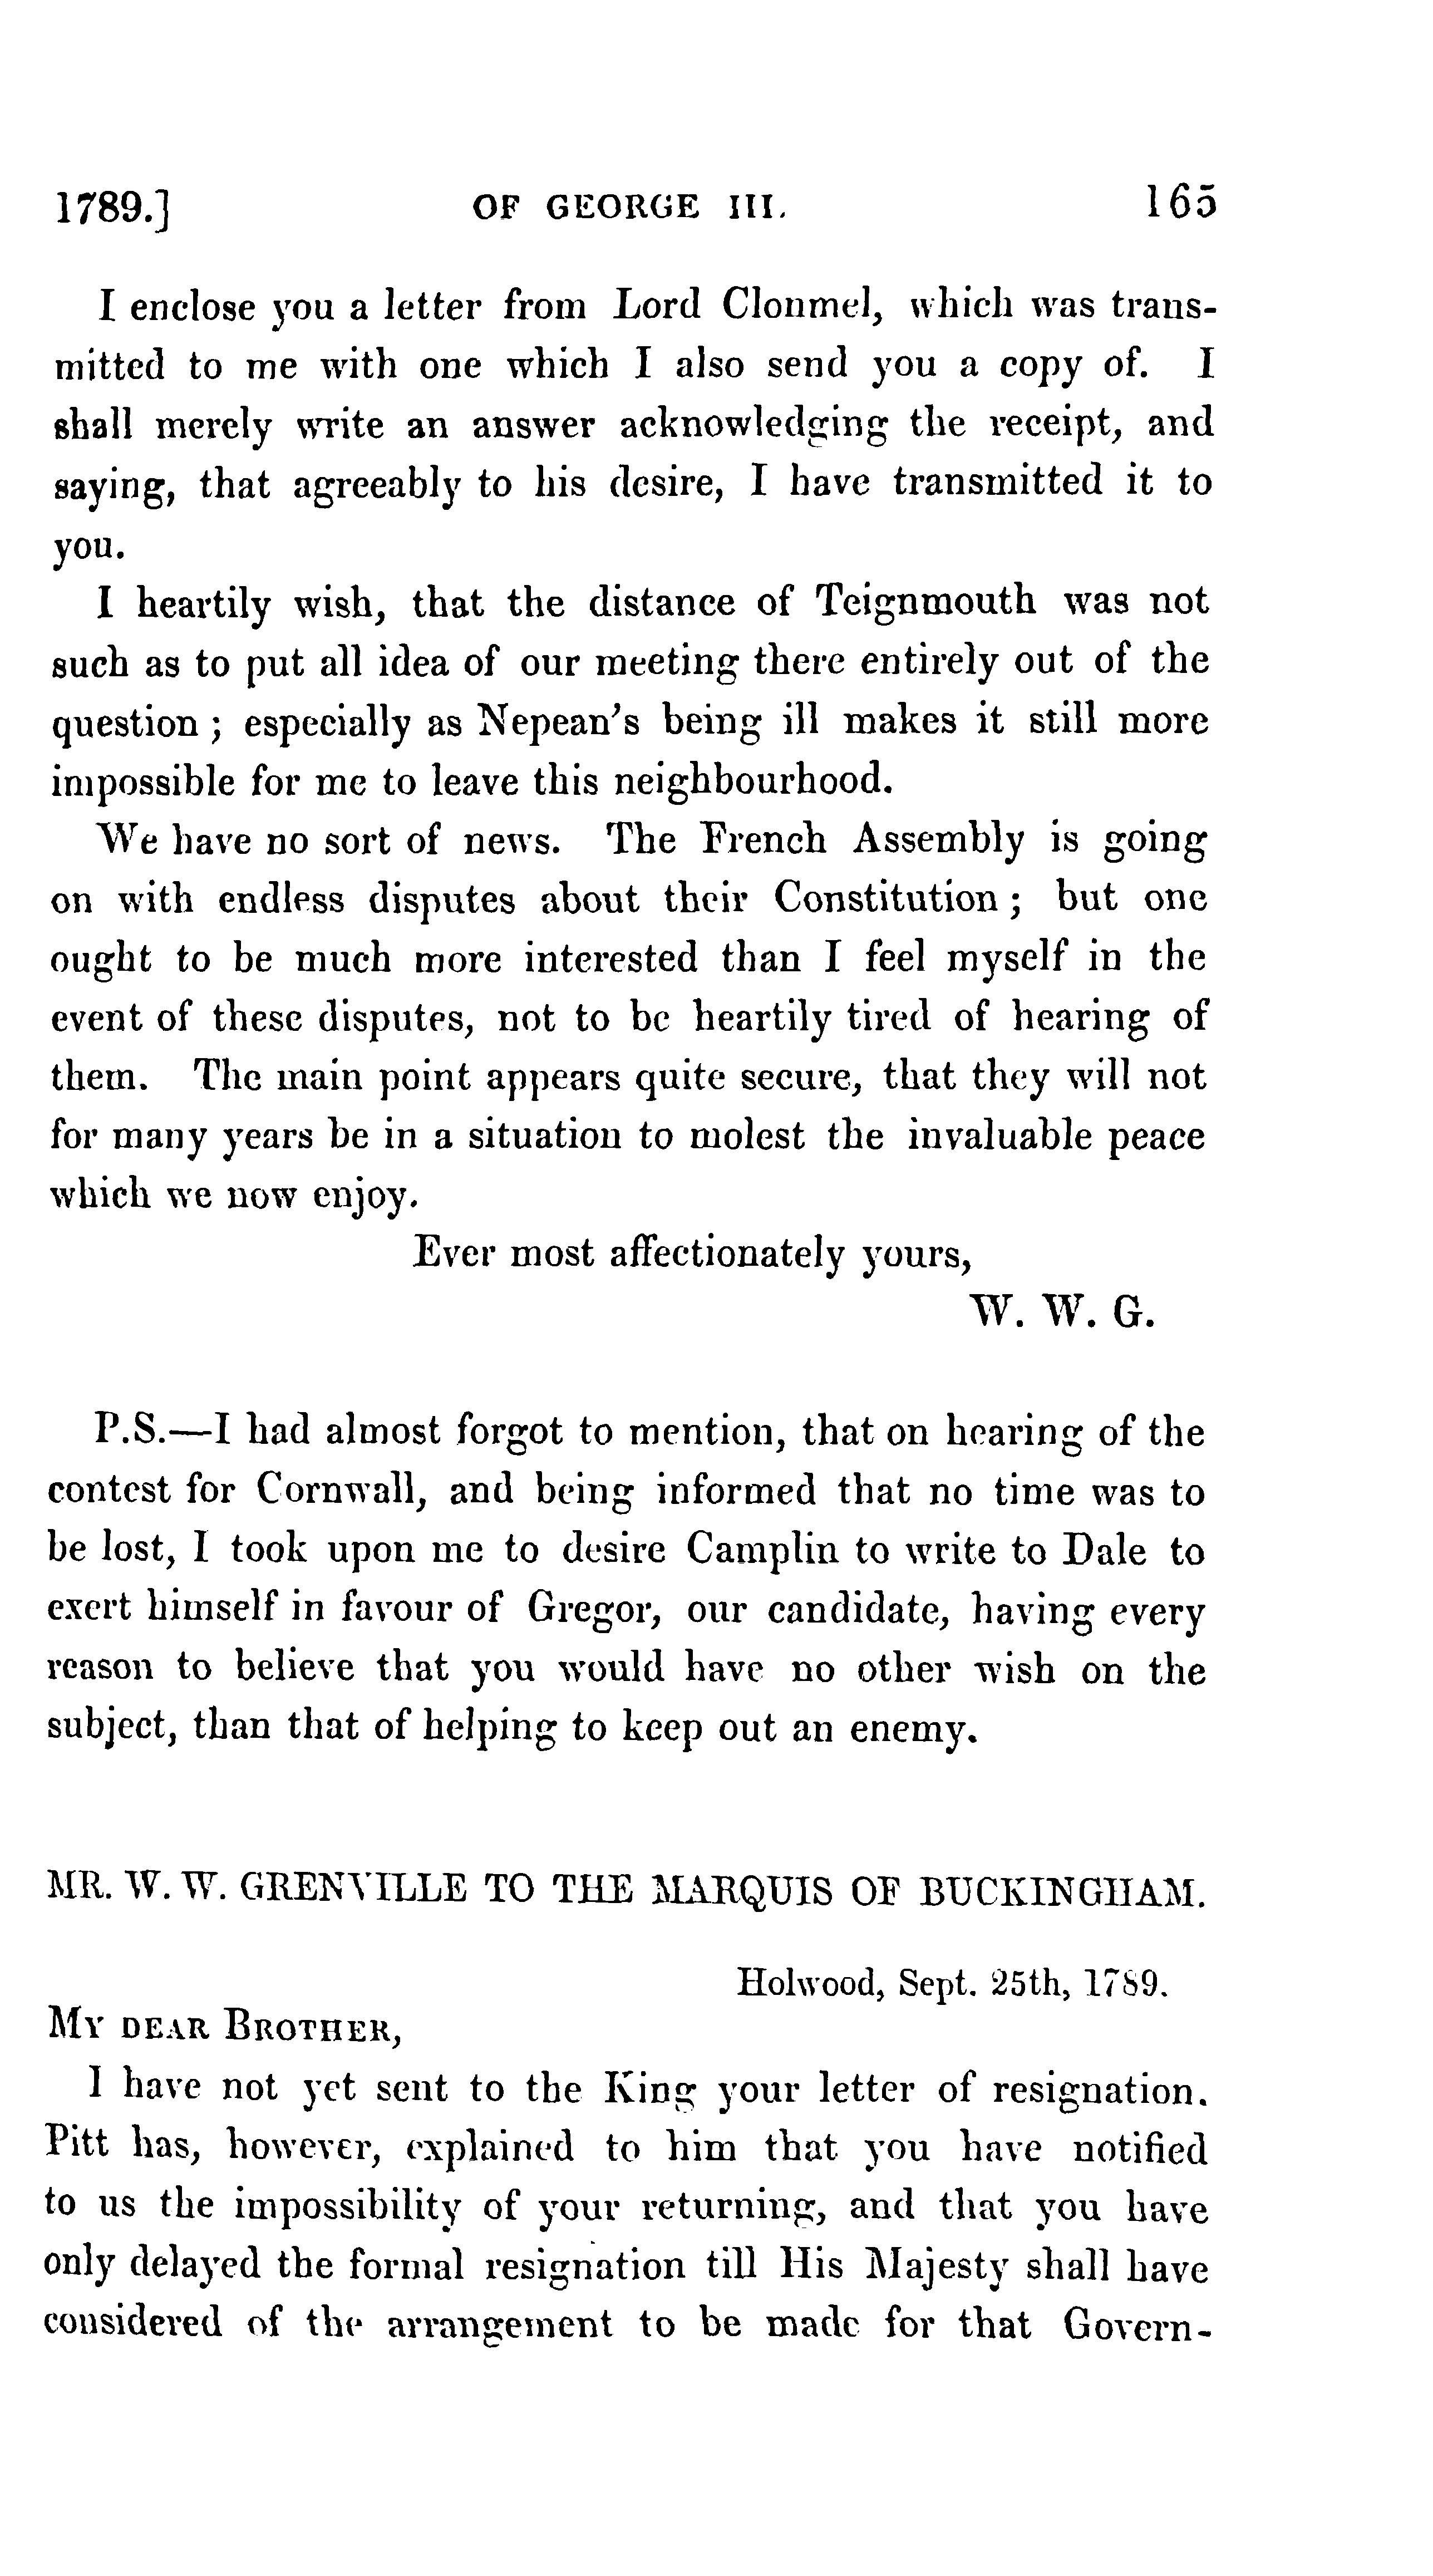 1789.] OF GEORGE III. 165
I enclose you a letter from Lord Clonmel, which was trans-
mitted to me with one which I also send you a copy of. I
shall merely write an answer acknowledging the receipt, and
saying, that agreeably to his desire, I have transmitted it to
you.
I heartily wish, that the distance of Teignmouth was not
such as to put all idea of our meeting there entirely out of the
question ; especially as Nepean's being ill makes it still more
impossible for me to leave this neighbourhood.
We have no sort of news. The French Assembly is going
on with endless disputes about their Constitution ; but one
ought to be much more interested than I feel myself in the
event of these disputes, not to be heartily tired of hearing of
them. The main point appears quite secure, that they will not
for many years be in a situation to molest the invaluable peace
which we now enjoy.
Ever most affectionately yours,
W. W. G.
P.S.—I had almost forgot to mention, that on hearing of the
contest for Cornwall, and being informed that no time was to
be lost, I took upon me to desire Camplin to write to Dale to
exert himself in favour of Gregor, our candidate, having every
reason to believe that you would have no other wish on the
subject, than that of helping to keep out an enemy.
MR. W. W. GRENVILLE TO THE MARQUIS OF BUCKINGHAM.
Holwood, Sept. 25th, 1789.
MY DEAR BROTHER,
I have not yet sent to the King your letter of resignation.
Pitt has, however, explained to him that you have notified
to us the impossibility of your returning, and that you have
only delayed the formal resignation till His Majesty shall have
considered of the arrangement to be made for that Govern-